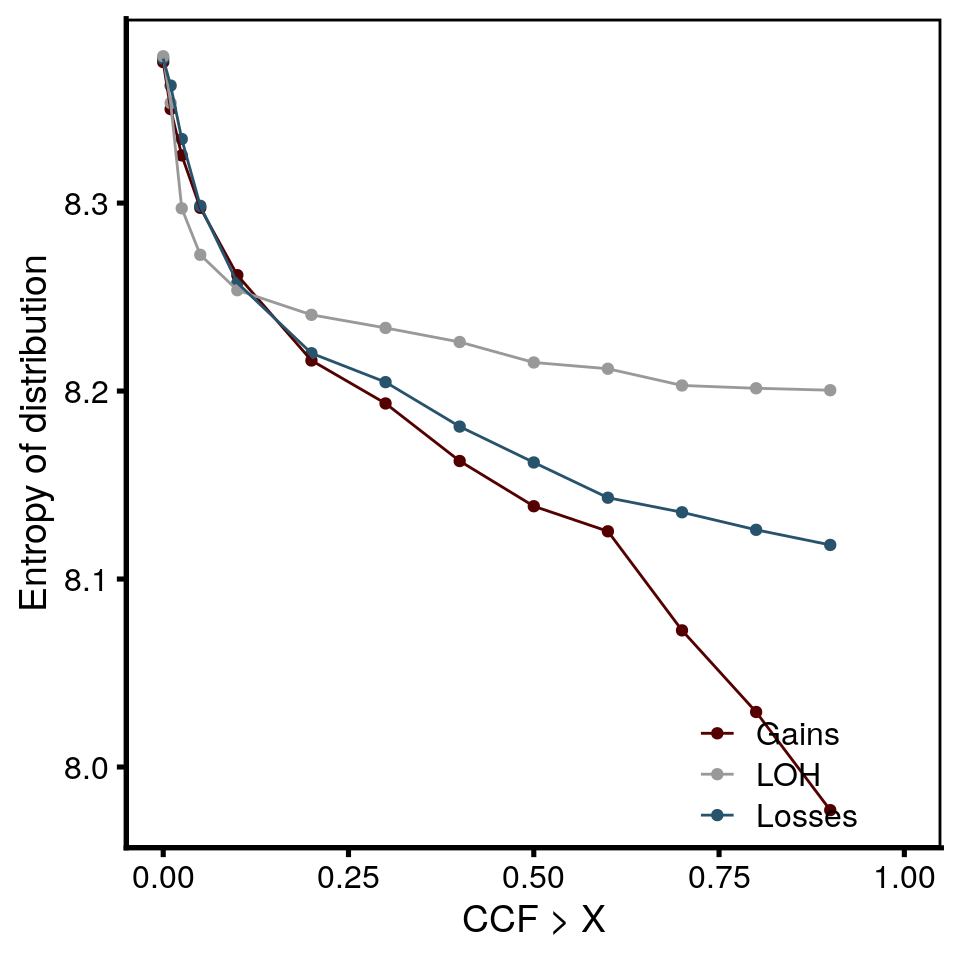 Entropy of distribution
8.3
8.2
8.1
8.0
Gains
LOH
Losses
0.00 0.25 0.50 0.75 1.00
CCF > X